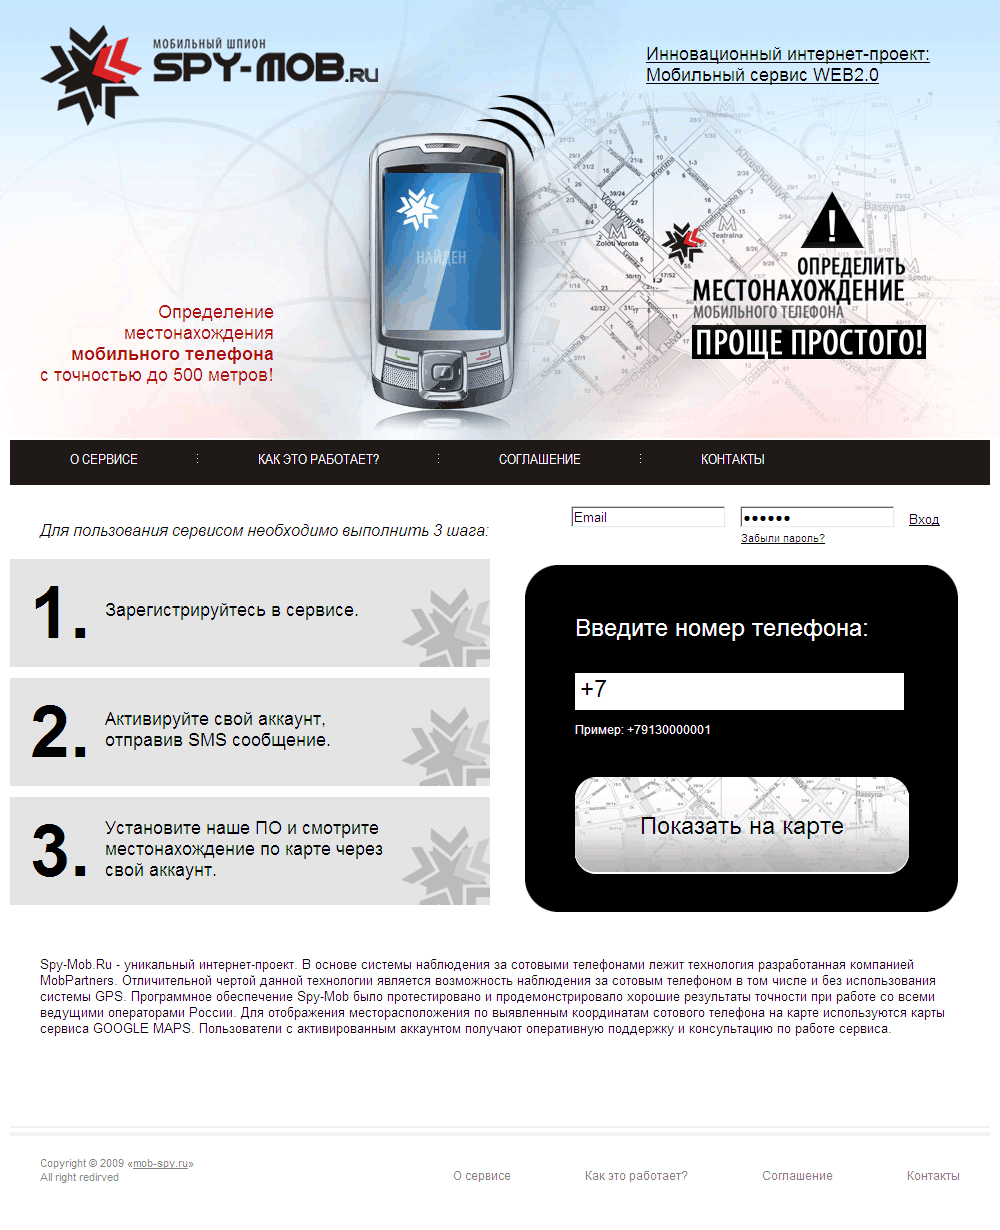 МОБИЛЬНЫЙ ШПИОН
SPY-MOB.RU
Инновационный интернет-проект:
Мобильный сервис WEB2.0
Khreshchatyk
Prorizna
Volodymyrska
Zoloti Vorota
Teatralna
Baseyna
НАЙДЕН
ОПРЕДЕЛИТЬ
МЕСТОНАХОЖДЕНИЕ
МОБИЛЬНОГО ТЕЛЕФОНА
ПРОЩЕ ПРОСТОГО!
Определение
местонахождения
мобильного телефона
с точностью до 500 метров!
О СЕРВИСЕ КАК ЭТО РАБОТАЕТ? СОГЛАШЕНИЕ КОНТАКТЫ
Для пользования сервисом необходимо выполнить 3 шага:
Email ●●●●●● Вход
Забыли пароль?
1. Зарегистрируйтесь в сервисе.
2. Активируйте свой аккаунт,
отправив SMS сообщение.
3. Установите наше ПО и смотрите
местонахождение по карте через
свой аккаунт.
Введите номер телефона:
+7
Пример: +79130000001
Показать на карте
Spy-Mob.Ru - уникальный интернет-проект. В основе системы наблюдения за сотовыми телефонами лежит технология разработанная компанией
MobPartners. Отличительной чертой данной технологии является возможность наблюдения за сотовым телефоном в том числе и без использования
системы GPS. Программное обеспечение Spy-Mob было протестировано и продемонстрировало хорошие результаты точности при работе со всеми
ведущими операторами России. Для отображения месторасположения по выявленным координатам сотового телефона на карте используются карты
сервиса GOOGLE MAPS. Пользователи с активированным аккаунтом получают оперативную поддержку и консультацию по работе сервиса.
Copyright © 2009 «mob-spy.ru»
All right redirved
О сервисе Как это работает? Соглашение Контакты